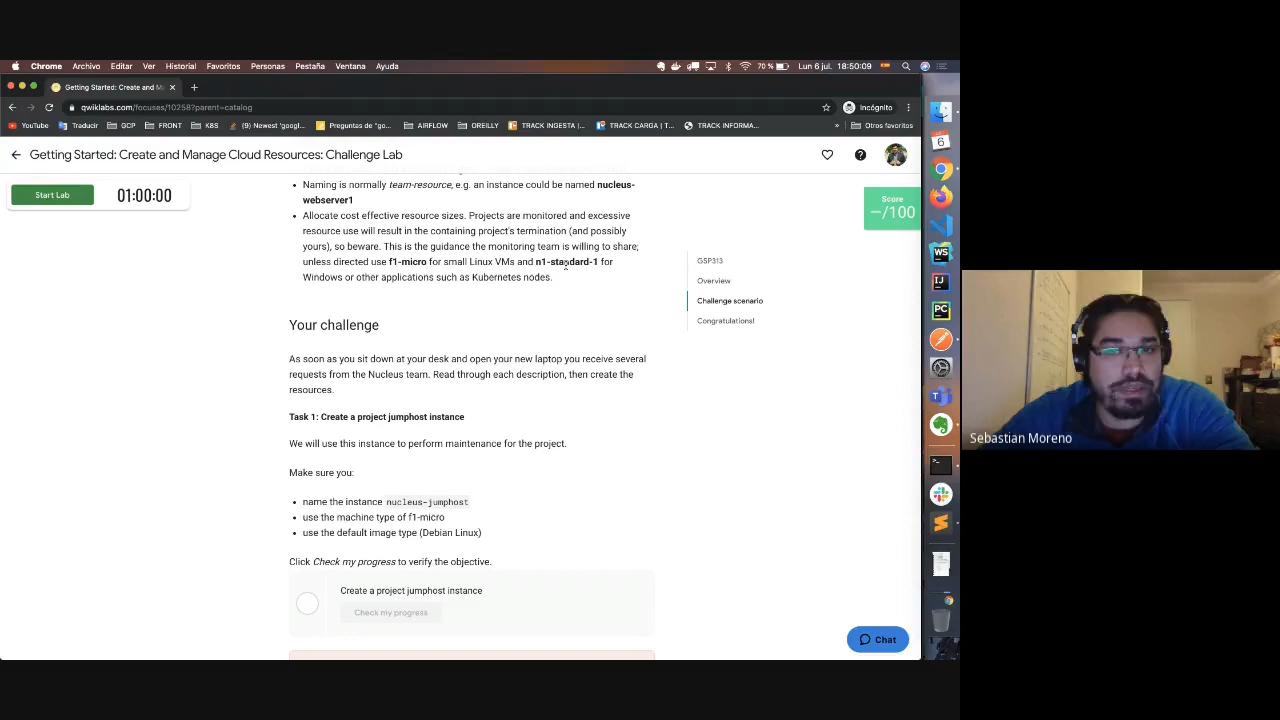 Chrome Archivo Editar Ver Historial Favoritos Personas Pestaña Ventana Ayuda 70 % Lun 6 jul. 18:50:09
Getting Started: Create and M
qwiklabs.com/focuses/10258?parent=catalog
Incógnito
YouTube Traducir GCP FRONT K8S (9) Newest 'googl... Preguntas de "go... AIRFLOW OREILLY TRACK INGESTA (... TRACK CARGA ( T... TRACK INFORMA... » Otros favoritos
Getting Started: Create and Manage Cloud Resources: Challenge Lab
Start Lab 01:00:00
Score
–/100
• Naming is normally team-resource, e.g. an instance could be named nucleus-
webserver1
• Allocate cost effective resource sizes. Projects are monitored and excessive
resource use will result in the containing project's termination (and possibly
yours), so beware. This is the guidance the monitoring team is willing to share;
unless directed use f1-micro for small Linux VMs and n1-standard-1 for
Windows or other applications such as Kubernetes nodes.
GSP313
Overview
Challenge scenario
Congratulations!
Your challenge
As soon as you sit down at your desk and open your new laptop you receive several
requests from the Nucleus team. Read through each description, then create the
resources.
Task 1: Create a project jumphost instance
We will use this instance to perform maintenance for the project.
Make sure you:
• name the instance nucleus-jumphost
• use the machine type of f1-micro
• use the default image type (Debian Linux)
Click Check my progress to verify the objective.
Create a project jumphost instance
Check my progress
Chat
6
WS
IJ
PC
Sebastian Moreno